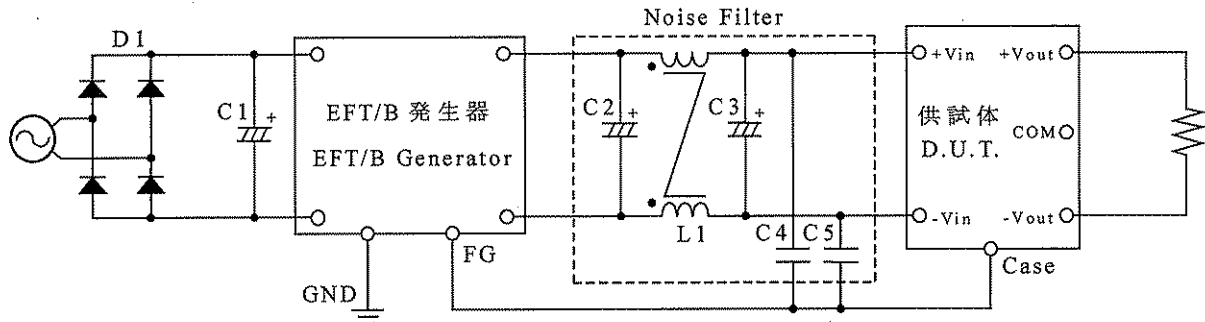 Noise Filter
D1
C1
EFT/B 発生器
EFT/B Generator
C2
C3
L1
C4
C5
+Vin
+Vout
供試体
D.U.T.
COM
-Vin
-Vout
FG
Case
GND
+
+
+